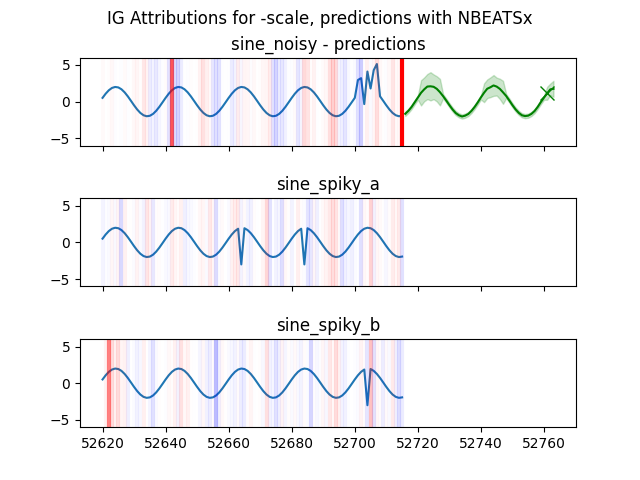 IG Attributions for -scale, predictions with NBEATSx
sine_noisy - predictions
5
0
−5
sine_spiky_a
5
0
−5
sine_spiky_b
5
0
−5
52620 52640 52660 52680 52700 52720 52740 52760